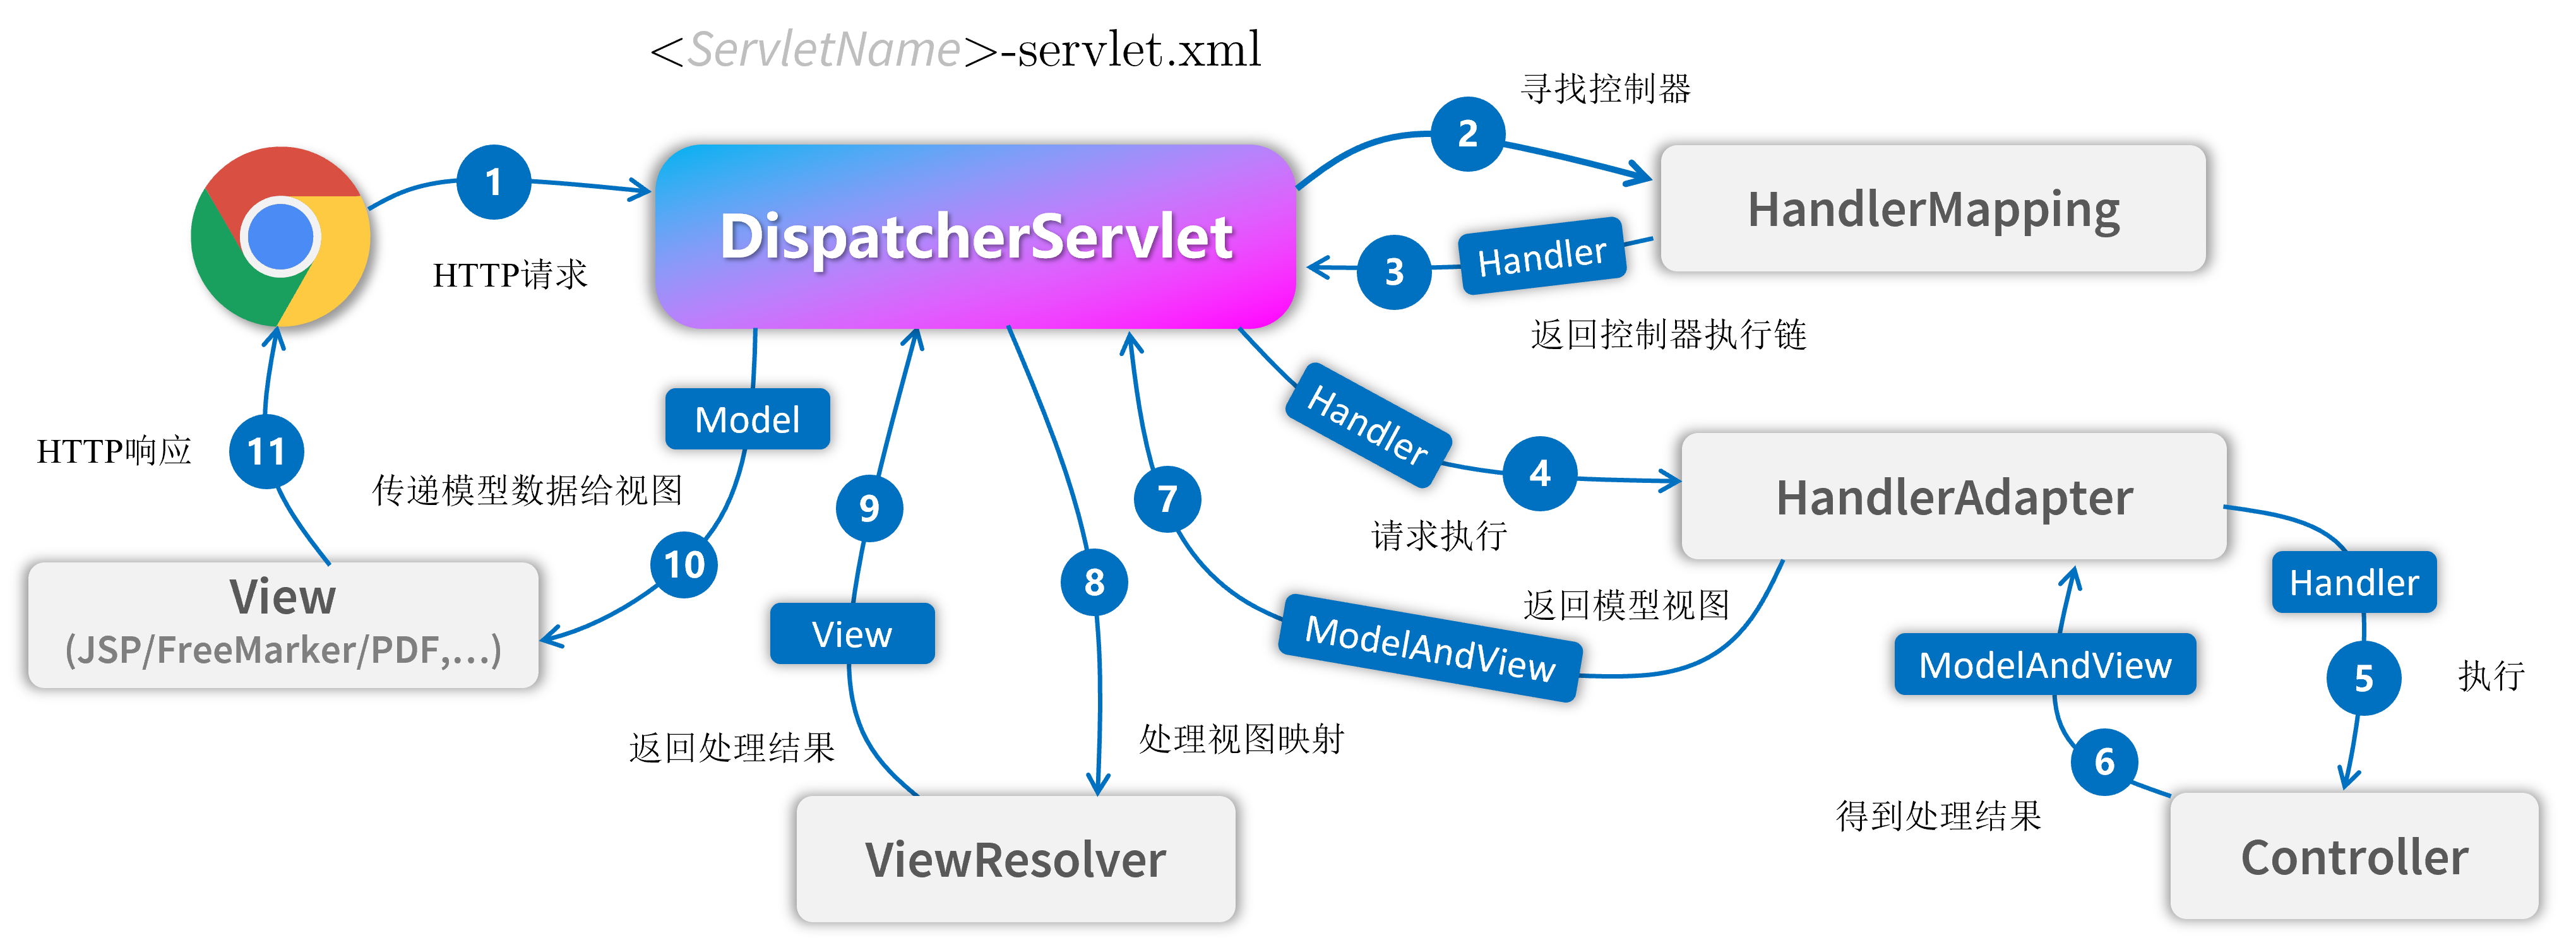 <ServletName>-servlet.xml
寻找控制器
2
1
DispatcherServlet
HandlerMapping
HTTP请求
3
Handler
返回控制器执行链
Model
Handler
HTTP响应
11
传递模型数据给视图
9
7
4
HandlerAdapter
请求执行
10
8
Handler
View
(JSP/FreeMarker/PDF,...)
View
返回模型视图
ModelAndView
ModelAndView
5
执行
返回处理结果
处理视图映射
6
得到处理结果
ViewResolver
Controller